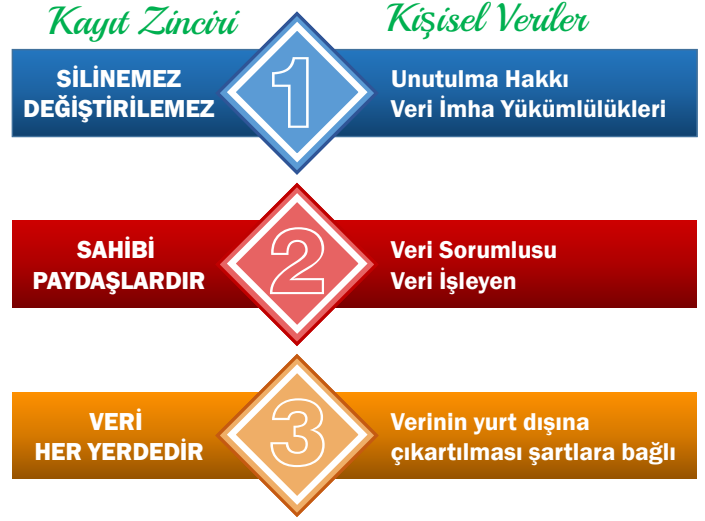 Kayıt Zinciri
Kişisel Veriler
SİLİNEMEZ
DEĞİŞTİRİLEMEZ
1
Unutulma Hakkı
Veri İmha Yükümlülükleri
SAHİBİ
PAYDAŞLARDIR
2
Veri Sorumlusu
Veri İşleyen
VERİ
HER YERDEDİR
3
Verinin yurt dışına
çıkartılması şartlara bağlı